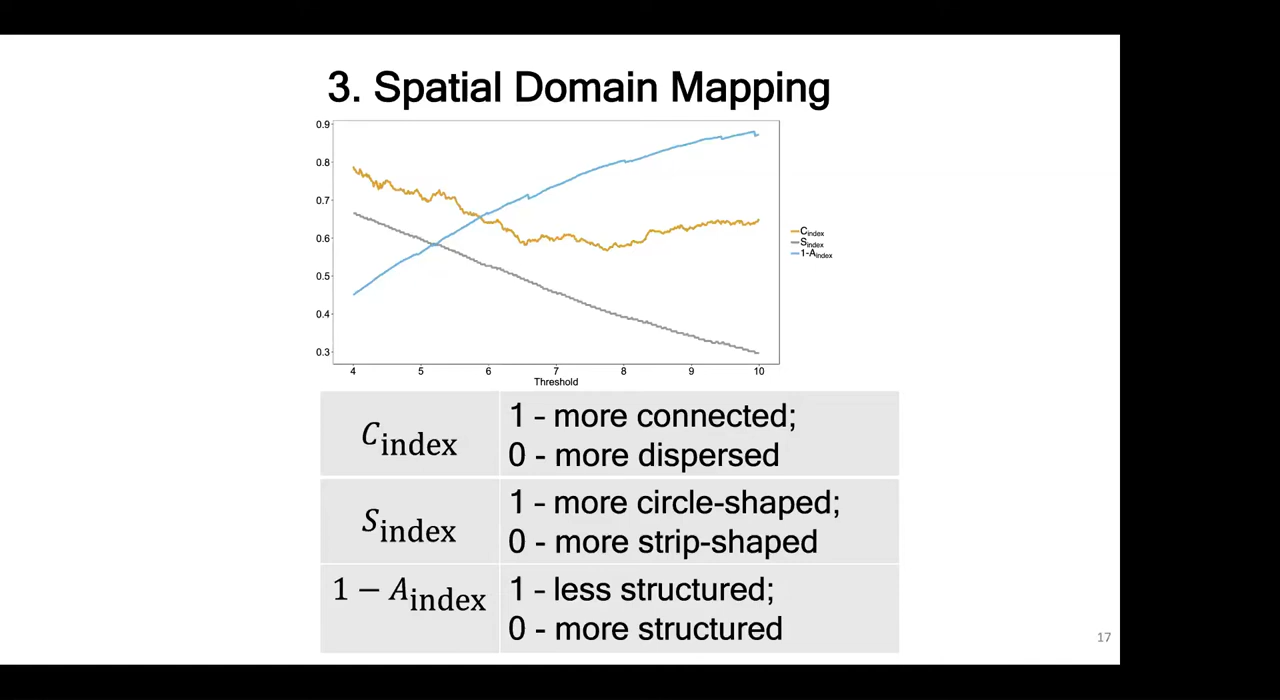 3. Spatial Domain Mapping
0.9
0.8
0.7
0.6
0.5
0.4
0.3
4 5 6 7 8 9 10
Threshold
Cindex
Sindex
1-Aindex
Cindex
1 – more connected;
0 - more dispersed
Sindex
1 – more circle-shaped;
0 - more strip-shaped
1 − Aindex
1 – less structured;
0 - more structured
17